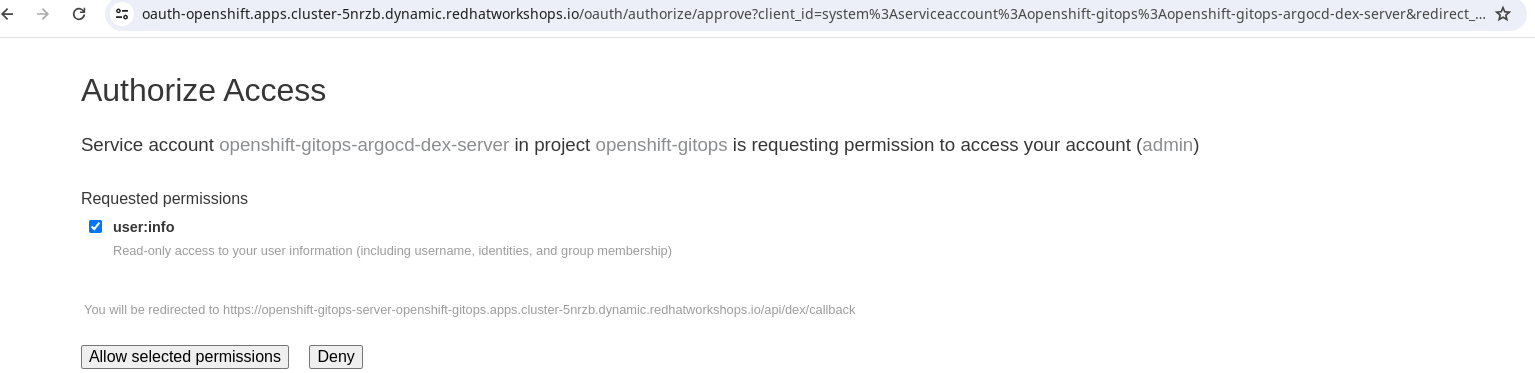 oauth-openshift.apps.cluster-5nrzb.dynamic.redhatworkshops.io/oauth/authorize/approve?client_id=system%3Aserviceaccount%3Aopenshift-gitops%3Aopenshift-gitops-argocd-dex-server&redirect_...
Authorize Access
Service account openshift-gitops-argocd-dex-server in project openshift-gitops is requesting permission to access your account (admin)
Requested permissions
user:info
Read-only access to your user information (including username, identities, and group membership)
You will be redirected to https://openshift-gitops-server-openshift-gitops.apps.cluster-5nrzb.dynamic.redhatworkshops.io/api/dex/callback
Allow selected permissions Deny